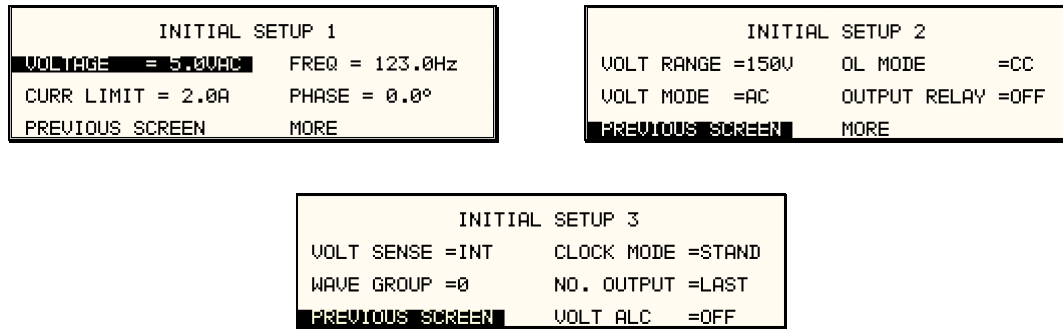 INITIAL SETUP 1
VOLTAGE = 5.0VAC FREQ = 123.0Hz
CURR LIMIT = 2.0A PHASE = 0.0°
PREVIOUS SCREEN MORE
INITIAL SETUP 2
VOLT RANGE =150V OL MODE =CC
VOLT MODE =AC OUTPUT RELAY =OFF
PREVIOUS SCREEN MORE
INITIAL SETUP 3
VOLT SENSE =INT CLOCK MODE =STAND
WAVE GROUP =0 NO. OUTPUT =LAST
PREVIOUS SCREEN VOLT ALC =OFF